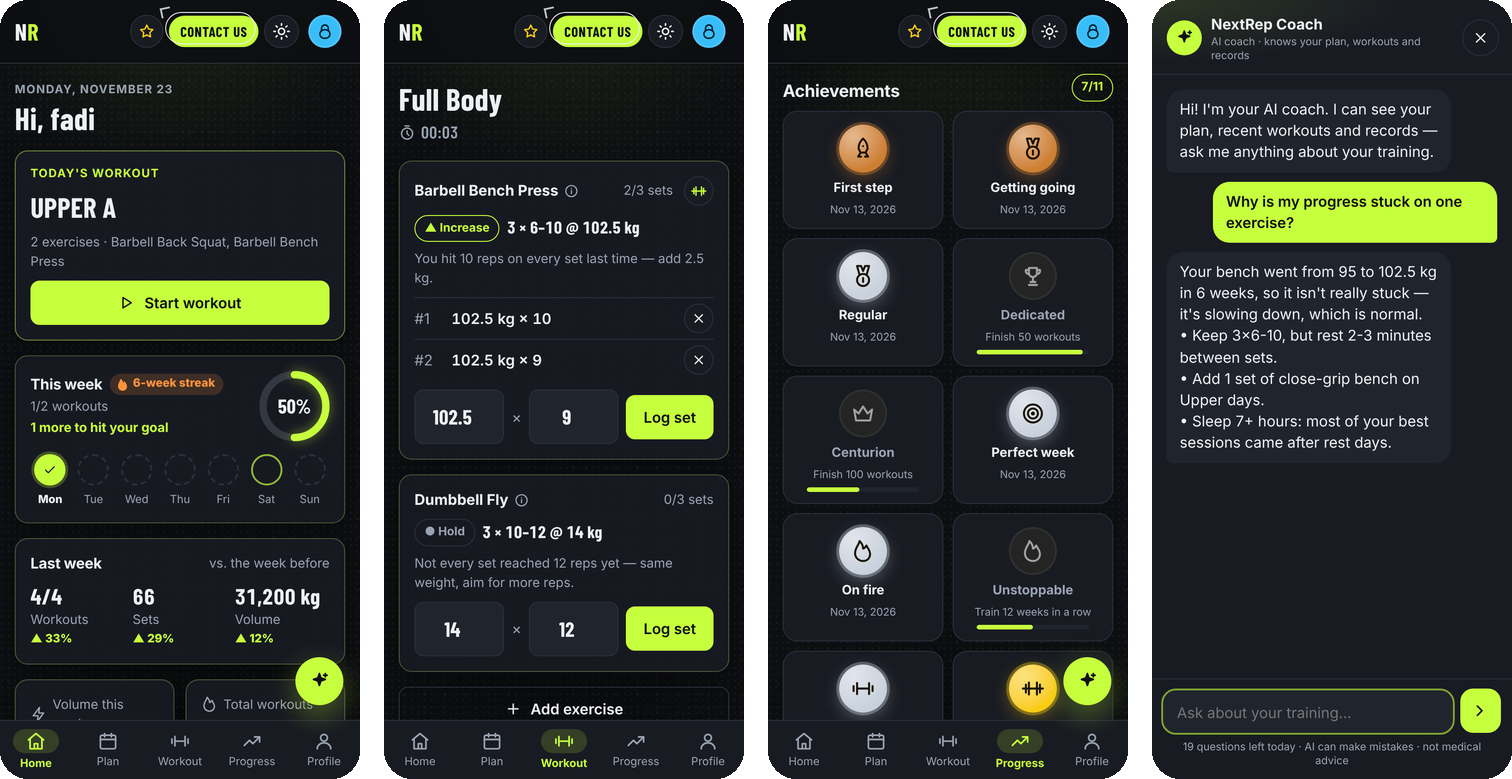 NR
CONTACT US
MONDAY, NOVEMBER 23
Hi, fadi
TODAY'S WORKOUT
UPPER A
2 exercises · Barbell Back Squat, Barbell Bench
Press
Start workout
This week
6-week streak
1/2 workouts
1 more to hit your goal
50%
Mon Tue Wed Thu Fri Sat Sun
Last week
vs. the week before
4/4 66 31,200 kg
Workouts Sets Volume
▲ 33% ▲ 29% ▲ 12%
Volume this
Total workouts
Home Plan Workout Progress Profile
NR
CONTACT US
Full Body
00:03
Barbell Bench Press
2/3 sets
▲ Increase 3 × 6-10 @ 102.5 kg
You hit 10 reps on every set last time — add 2.5
kg.
#1 102.5 kg × 10
#2 102.5 kg × 9
102.5 × 9 Log set
Dumbbell Fly
0/3 sets
Hold 3 × 10-12 @ 14 kg
Not every set reached 12 reps yet — same
weight, aim for more reps.
14 × 12 Log set
+ Add exercise
Home Plan Workout Progress Profile
NR
CONTACT US
Achievements
7/11
First step
Nov 13, 2026
Getting going
Nov 13, 2026
Regular
Nov 13, 2026
Dedicated
Finish 50 workouts
Centurion
Finish 100 workouts
Perfect week
Nov 13, 2026
On fire
Nov 13, 2026
Unstoppable
Train 12 weeks in a row
Home Plan Workout Progress Profile
NextRep Coach
AI coach · knows your plan, workouts and
records
Hi! I'm your AI coach. I can see your
plan, recent workouts and records —
ask me anything about your training.
Why is my progress stuck on one
exercise?
Your bench went from 95 to 102.5 kg
in 6 weeks, so it isn't really stuck —
it's slowing down, which is normal.
• Keep 3×6-10, but rest 2-3 minutes
between sets.
• Add 1 set of close-grip bench on
Upper days.
• Sleep 7+ hours: most of your best
sessions came after rest days.
Ask about your training...
19 questions left today · AI can make mistakes · not medical
advice